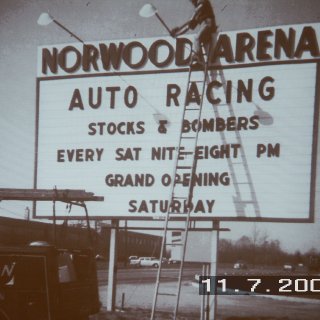 NORWOOD ARENA
AUTO RACING
STOCKS & BOMBERS
EVERY SAT NITE-EIGHT PM
GRAND OPENING
SATURDAY
11.7.200